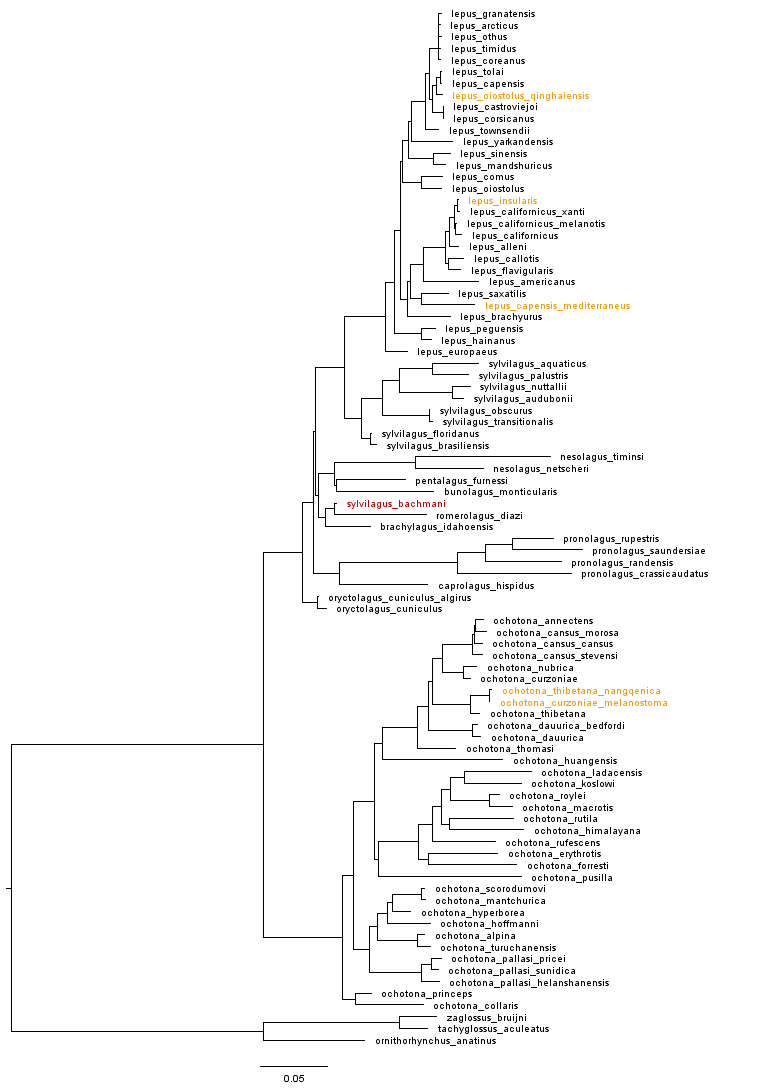 lepus_granatensis
lepus_arcticus
lepus_othus
lepus_timidus
lepus_coreanus
lepus_tolai
lepus_capensis
lepus_oiostolus_qinghaiensis
lepus_castroviejoi
lepus_corsicanus
lepus_townsendii
lepus_yarkandensis
lepus_sinensis
lepus_mandshuricus
lepus_comus
lepus_oiostolus
lepus_insularis
lepus_californicus_xanti
lepus_californicus_melanotis
lepus_californicus
lepus_alleni
lepus_callotis
lepus_flavigularis
lepus_americanus
lepus_saxatilis
lepus_capensis_mediterraneus
lepus_brachyurus
lepus_peguensis
lepus_hainanus
lepus_europaeus
sylvilagus_aquaticus
sylvilagus_palustris
sylvilagus_nuttallii
sylvilagus_audubonii
sylvilagus_obscurus
sylvilagus_transitionalis
sylvilagus_floridanus
sylvilagus_brasiliensis
nesolagus_timinsi
nesolagus_netscheri
pentalagus_furnessi
bunolagus_monticularis
sylvilagus_bachmani
romerolagus_diazi
brachylagus_idahoensis
pronolagus_rupestris
pronolagus_saundersiae
pronolagus_randensis
pronolagus_crassicaudatus
caprolagus_hispidus
oryctolagus_cuniculus_algirus
oryctolagus_cuniculus
ochotona_annectens
ochotona_cansus_morosa
ochotona_cansus_cansus
ochotona_cansus_stevensi
ochotona_nubrica
ochotona_curzoniae
ochotona_thibetana_nangqenica
ochotona_curzoniae_melanostoma
ochotona_thibetana
ochotona_dauurica_bedfordi
ochotona_dauurica
ochotona_thomasi
ochotona_huangensis
ochotona_ladacensis
ochotona_koslowi
ochotona_roylei
ochotona_macrotis
ochotona_rutila
ochotona_himalayana
ochotona_rufescens
ochotona_erythrotis
ochotona_forresti
ochotona_pusilla
ochotona_scorodumovi
ochotona_mantchurica
ochotona_hyperborea
ochotona_hoffmanni
ochotona_alpina
ochotona_turuchanensis
ochotona_pallasi_pricei
ochotona_pallasi_sunidica
ochotona_pallasi_helanshanensis
ochotona_princeps
ochotona_collaris
zaglossus_bruijni
tachyglossus_aculeatus
ornithorhynchus_anatinus
0.05